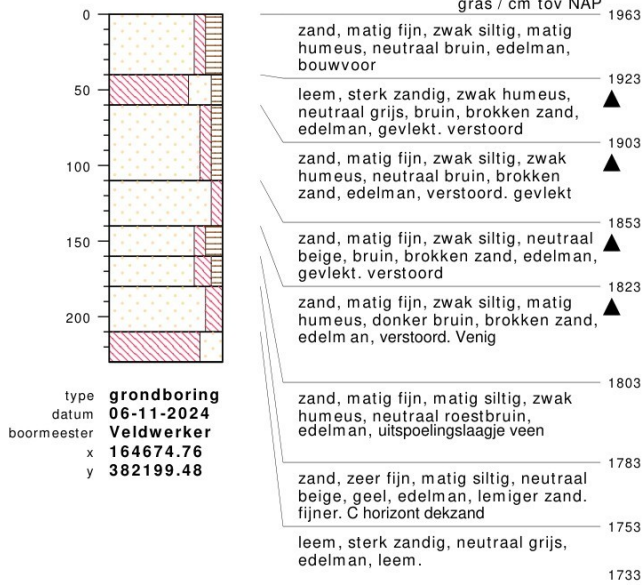 gras / cm tov NAP
0
50
100
150
200
1963
zand, matig fijn, zwak siltig, matig
humeus, neutraal bruin, edelman,
bouwvoor
1923
leem, sterk zandig, zwak humeus,
neutraal grijs, bruin, brokken zand,
edelman, gevlekt. verstoord
1903
zand, matig fijn, zwak siltig, zwak
humeus, neutraal bruin, brokken
zand, edelman, verstoord. gevlekt
1853
zand, matig fijn, zwak siltig, neutraal
beige, bruin, brokken zand, edelman,
gevlekt. verstoord
1823
zand, matig fijn, zwak siltig, matig
humeus, donker bruin, brokken zand,
edelm an, verstoord. Venig
1803
zand, matig fijn, matig siltig, zwak
humeus, neutraal roestbruin,
edelman, uitspoelingslaagje veen
1783
zand, zeer fijn, matig siltig, neutraal
beige, geel, edelman, lemiger zand.
fijner. C horizont dekzand
1753
leem, sterk zandig, neutraal grijs,
edelman, leem.
1733
type grondboring
datum 06-11-2024
boormeester Veldwerker
x 164674.76
y 382199.48